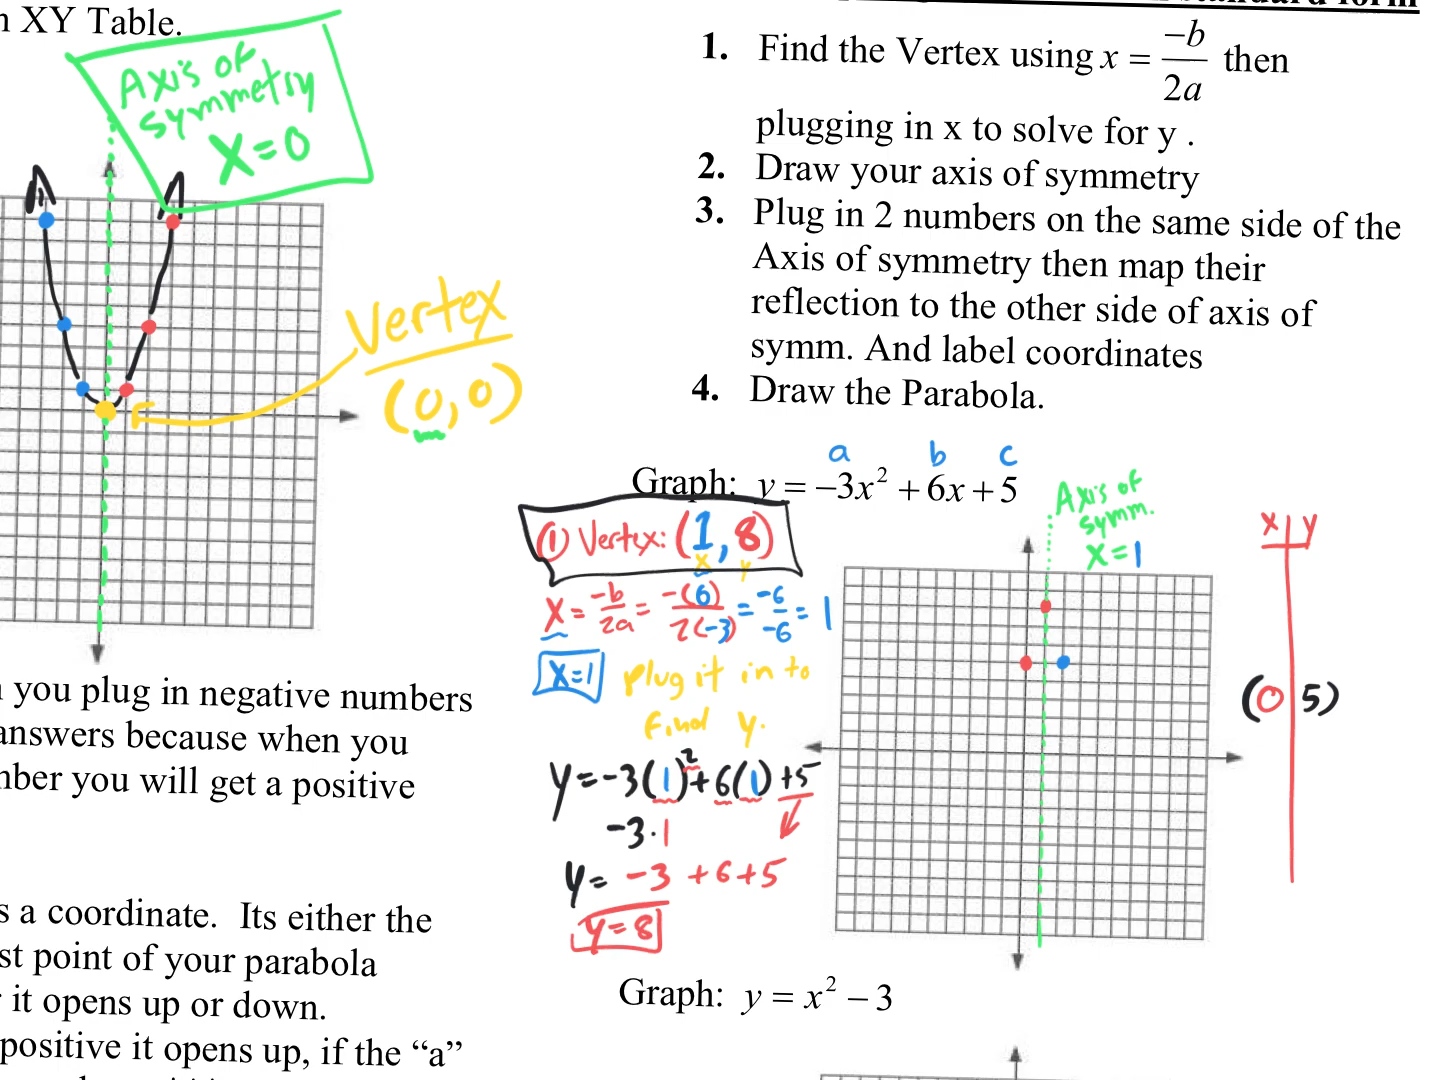 XY Table.
Axis of
symmetry
x=0
Vertex
(0,0)
you plug in negative numbers
answers because when you
you will get a positive
a coordinate. Its either the
point of your parabola
it opens up or down.
positive it opens up, if the “a”
1. Find the Vertex using x = -b/2a then
plugging in x to solve for y .
2. Draw your axis of symmetry
3. Plug in 2 numbers on the same side of the
Axis of symmetry then map their
reflection to the other side of axis of
symm. And label coordinates
4. Draw the Parabola.
a b c
Graph: y = −3x² + 6x + 5
① Vertex: (1, 8)
x y
x = -b/2a = -(6)/2(-3) = -6/-6 = 1
x=1 plug it in to
find y.
y=-3(1)²+6(1)+5
-3·1
y= -3 +6+5
y=8
Axis of
symm.
x=1
x y
(0 5)
Graph: y = x² − 3